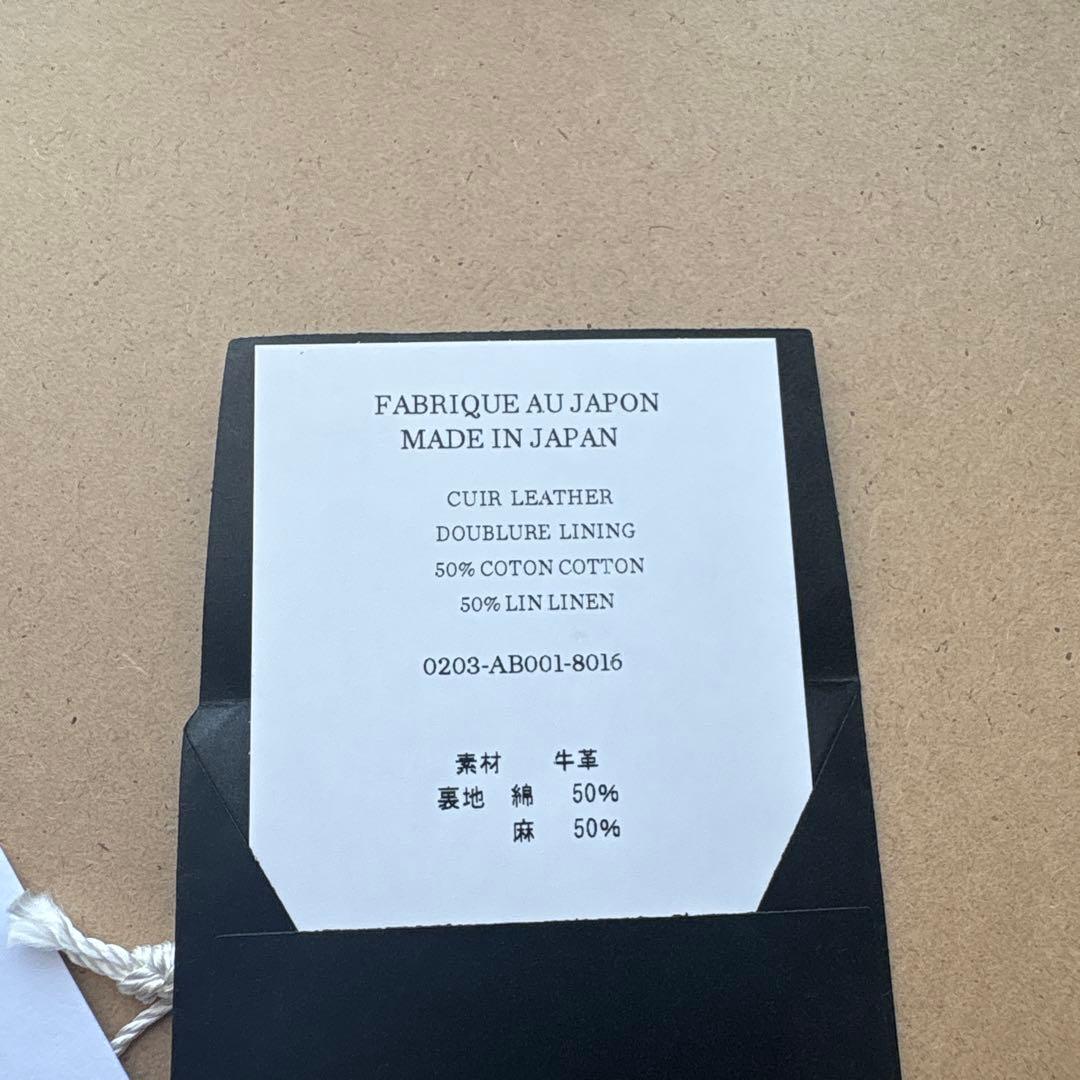 FABRIQUE AU JAPON
MADE IN JAPAN
CUIR LEATHER
DOUBLURE LINING
50% COTON COTTON
50% LIN LINEN
0203-AB001-8016
素材 牛革
裏地 綿 50%
麻 50%